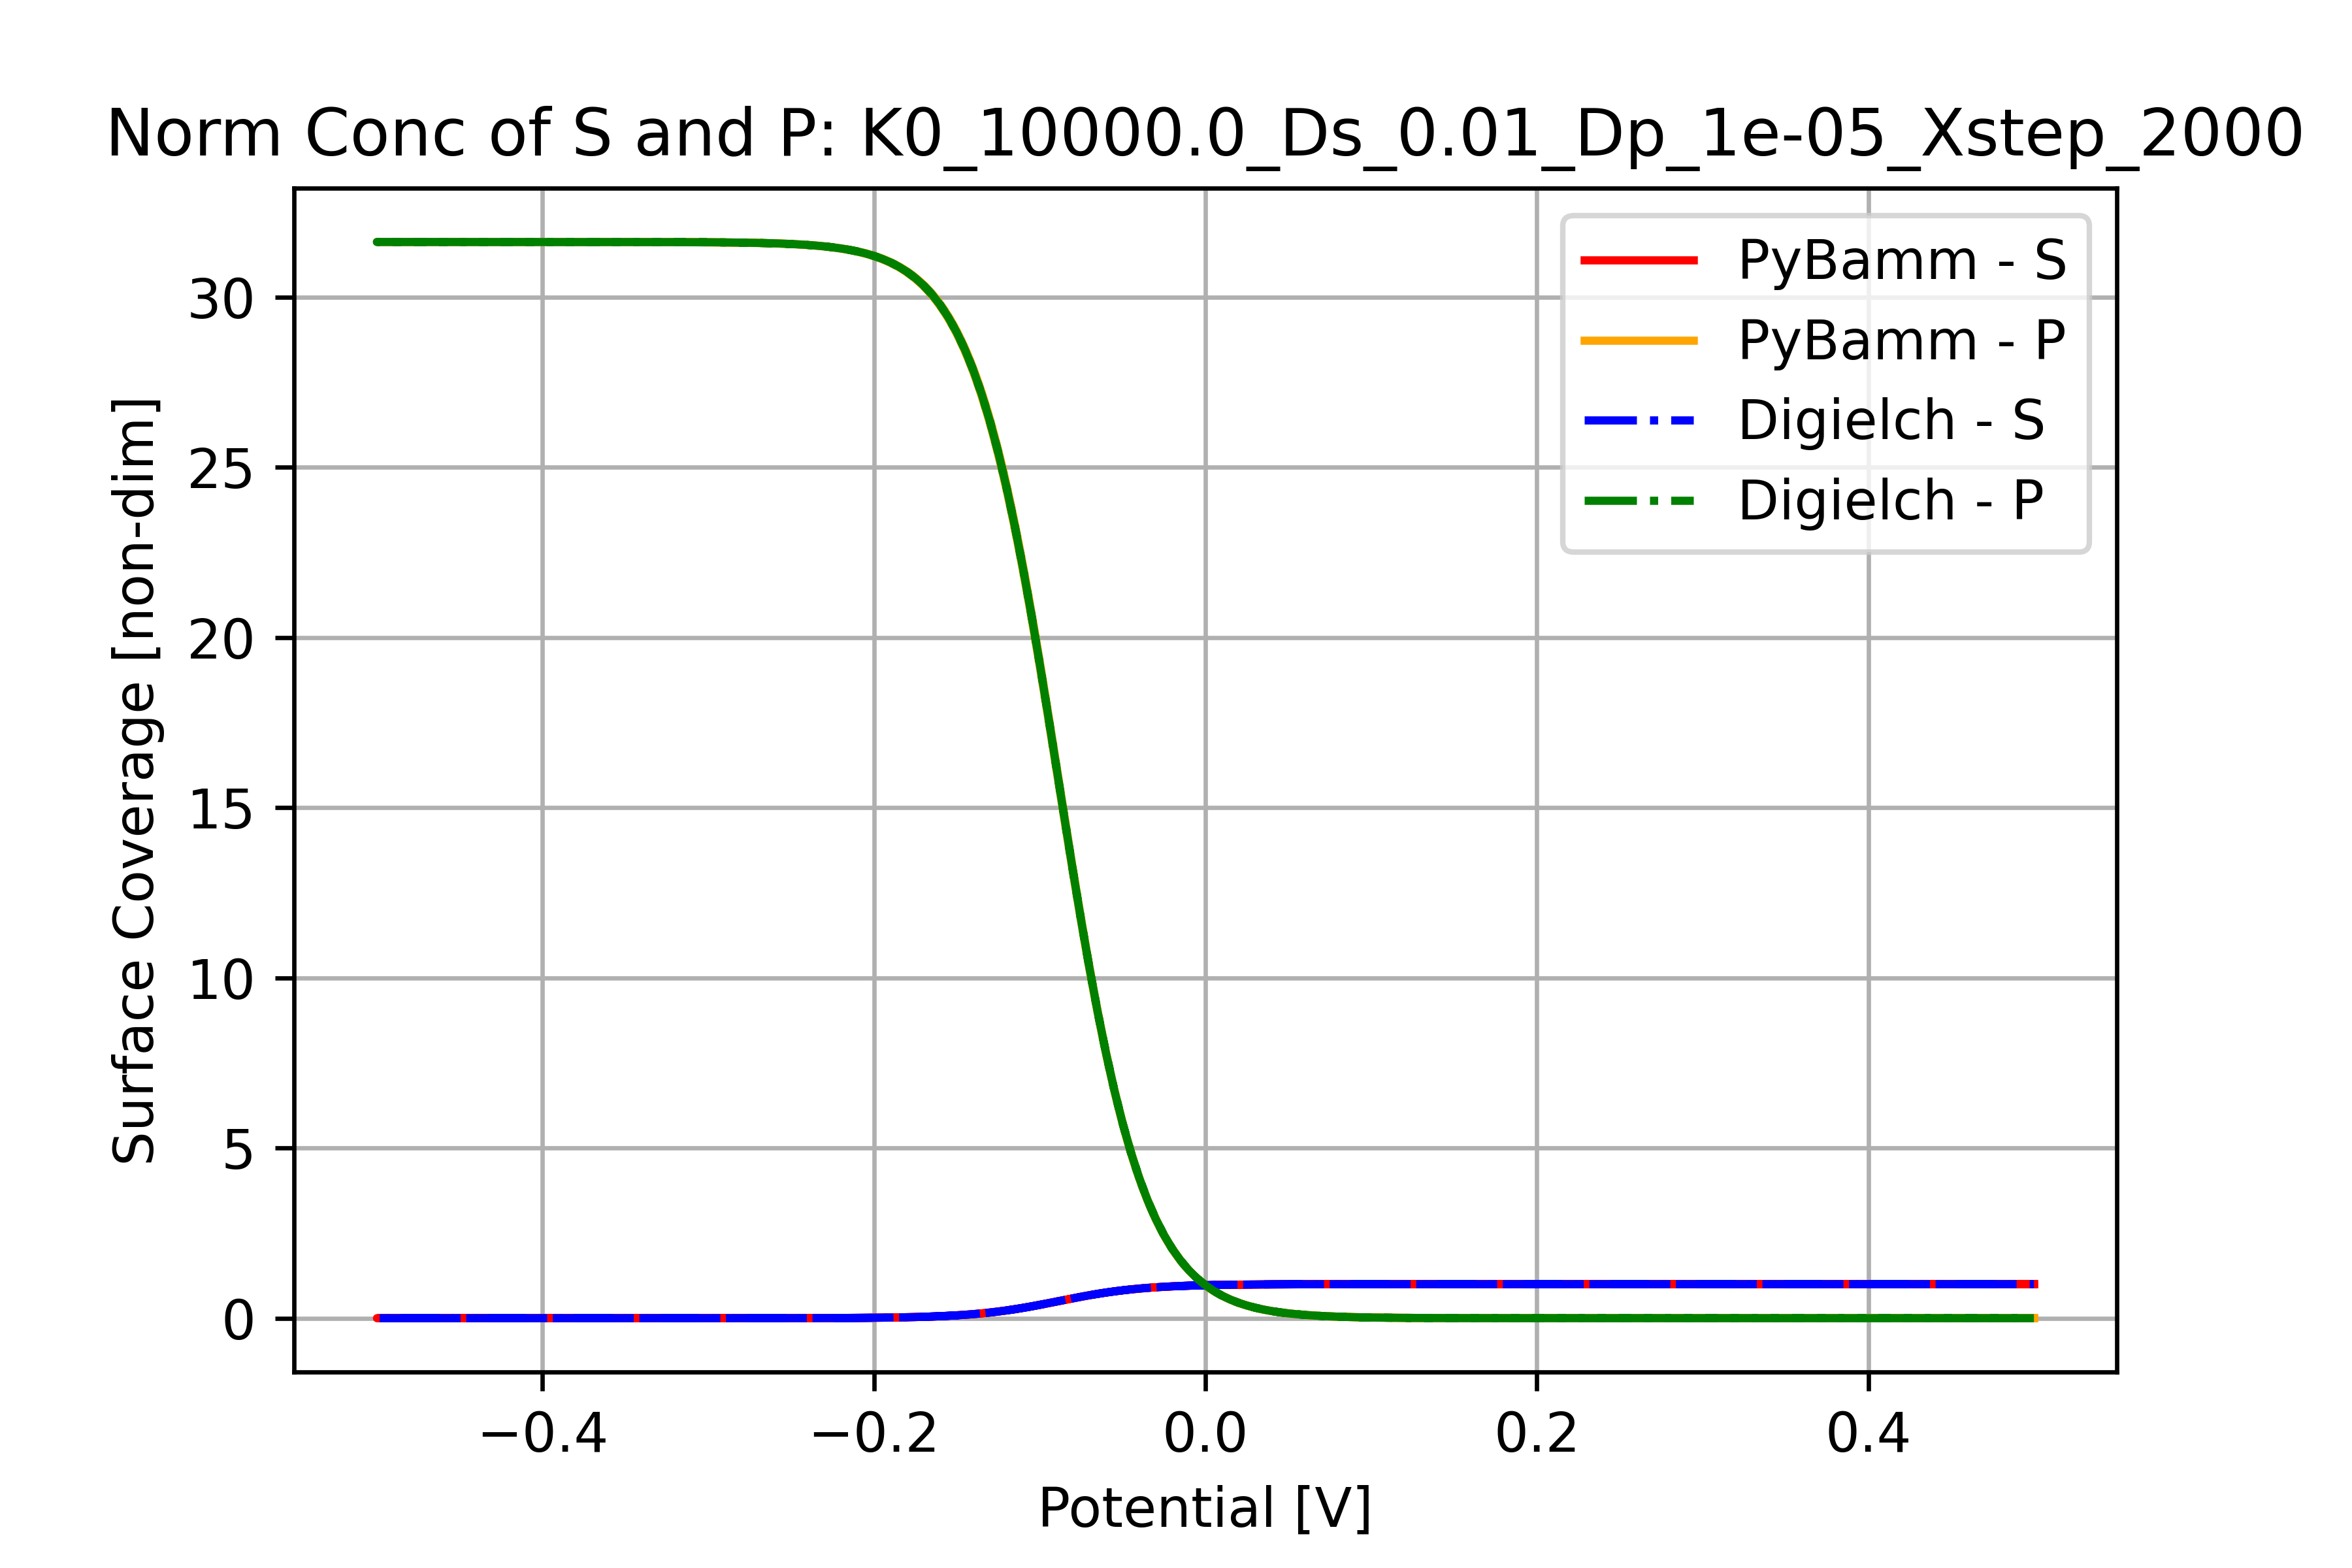 Norm Conc of S and P: K0_10000.0_Ds_0.01_Dp_1e-05_Xstep_2000
PyBamm - S
PyBamm - P
Digielch - S
Digielch - P
Surface Coverage [non-dim]
30
25
20
15
10
5
0
−0.4
−0.2
0.0
0.2
0.4
Potential [V]